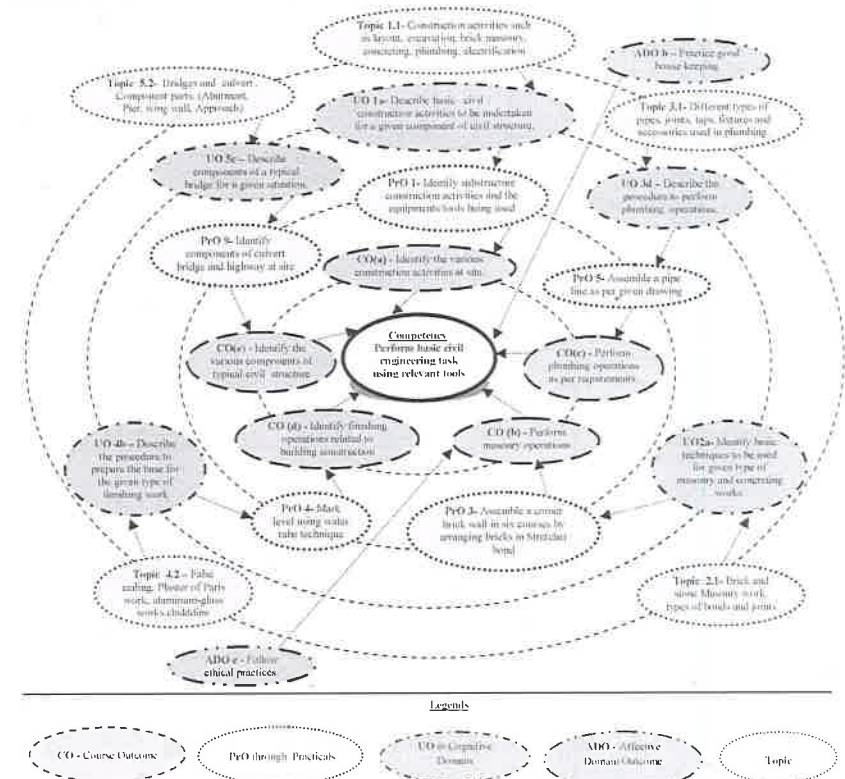 Topic 1.1- Construction activities such
as layout, excavation, brick masonry,
concreting, plumbing, electrification
ADO b – Practice good
house keeping
Topic 5.2- Bridges and culvert
Component parts. (Abutment,
Pier, wing wall, Approach)
UO 1a- Describe basic civil
construction activities to be undertaken
for a given component of civil structure.
Topic 3.1- Different types of
pipes, joints, taps, fixtures and
accessories used in plumbing
UO 5c – Describe
components of a typical
bridge for a given situation.
PrO 1- Identify substructure
construction activities and the
equipments tools being used
UO 3d – Describe the
procedure to perform
plumbing operations.
PrO 9- Identify
components of culvert
bridge and highway at site
CO(a) - Identify the various
construction activities at site.
PrO 5- Assemble a pipe
line as per given drawing
Competency
Perform basic civil
engineering task
using relevant tools
CO(e) - Identify the
various components of
typical civil structure
CO(c) - Perform
plumbing operations
as per requirements.
CO (d) - Identify finishing
operations related to
building construction
CO (b) - Perform
masonry operations
UO 4b – Describe
the procedure to
prepare the
for
the given type of
finishing work.
UO2a- Identify basic
techniques to be used
for given type of
masonry and concreting
works.
PrO 4- Mark
level using water
tube technique
PrO 3- Assemble a corner
brick wall in six courses by
arranging bricks in Stretcher
bond
Topic 4.2 – False
ceiling, Plaster of Paris
work, aluminum-glass
works
Topic 2.1- Brick and
stone Masonry work,
types of bonds and joints
ADO e - Follow
ethical practices
Legends
CO - Course Outcome
PrO through Practicals
UO in Cognitive
Domain
ADO - Affective
Domain Outcome
Topic